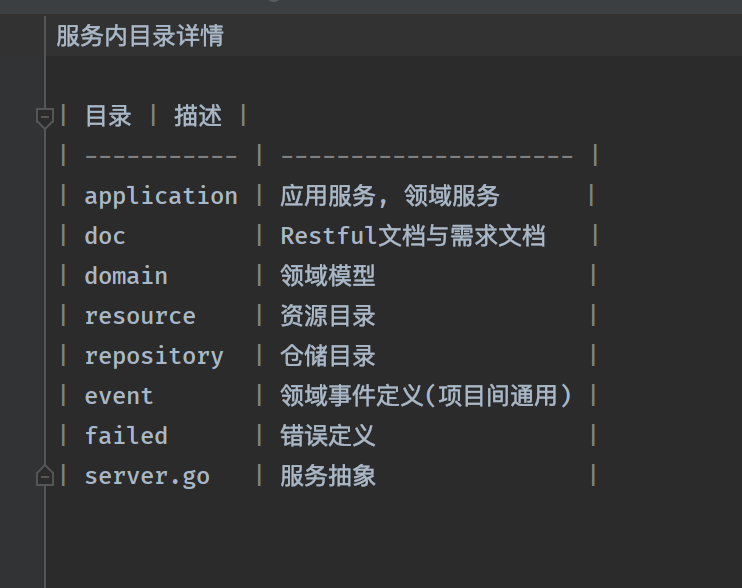 服务内目录详情
| 目录 | 描述 |
| ----------- | --------------------- |
| application | 应用服务, 领域服务 |
| doc | Restful文档与需求文档 |
| domain | 领域模型 |
| resource | 资源目录 |
| repository | 仓储目录 |
| event | 领域事件定义(项目间通用) |
| failed | 错误定义 |
| server.go | 服务抽象 |